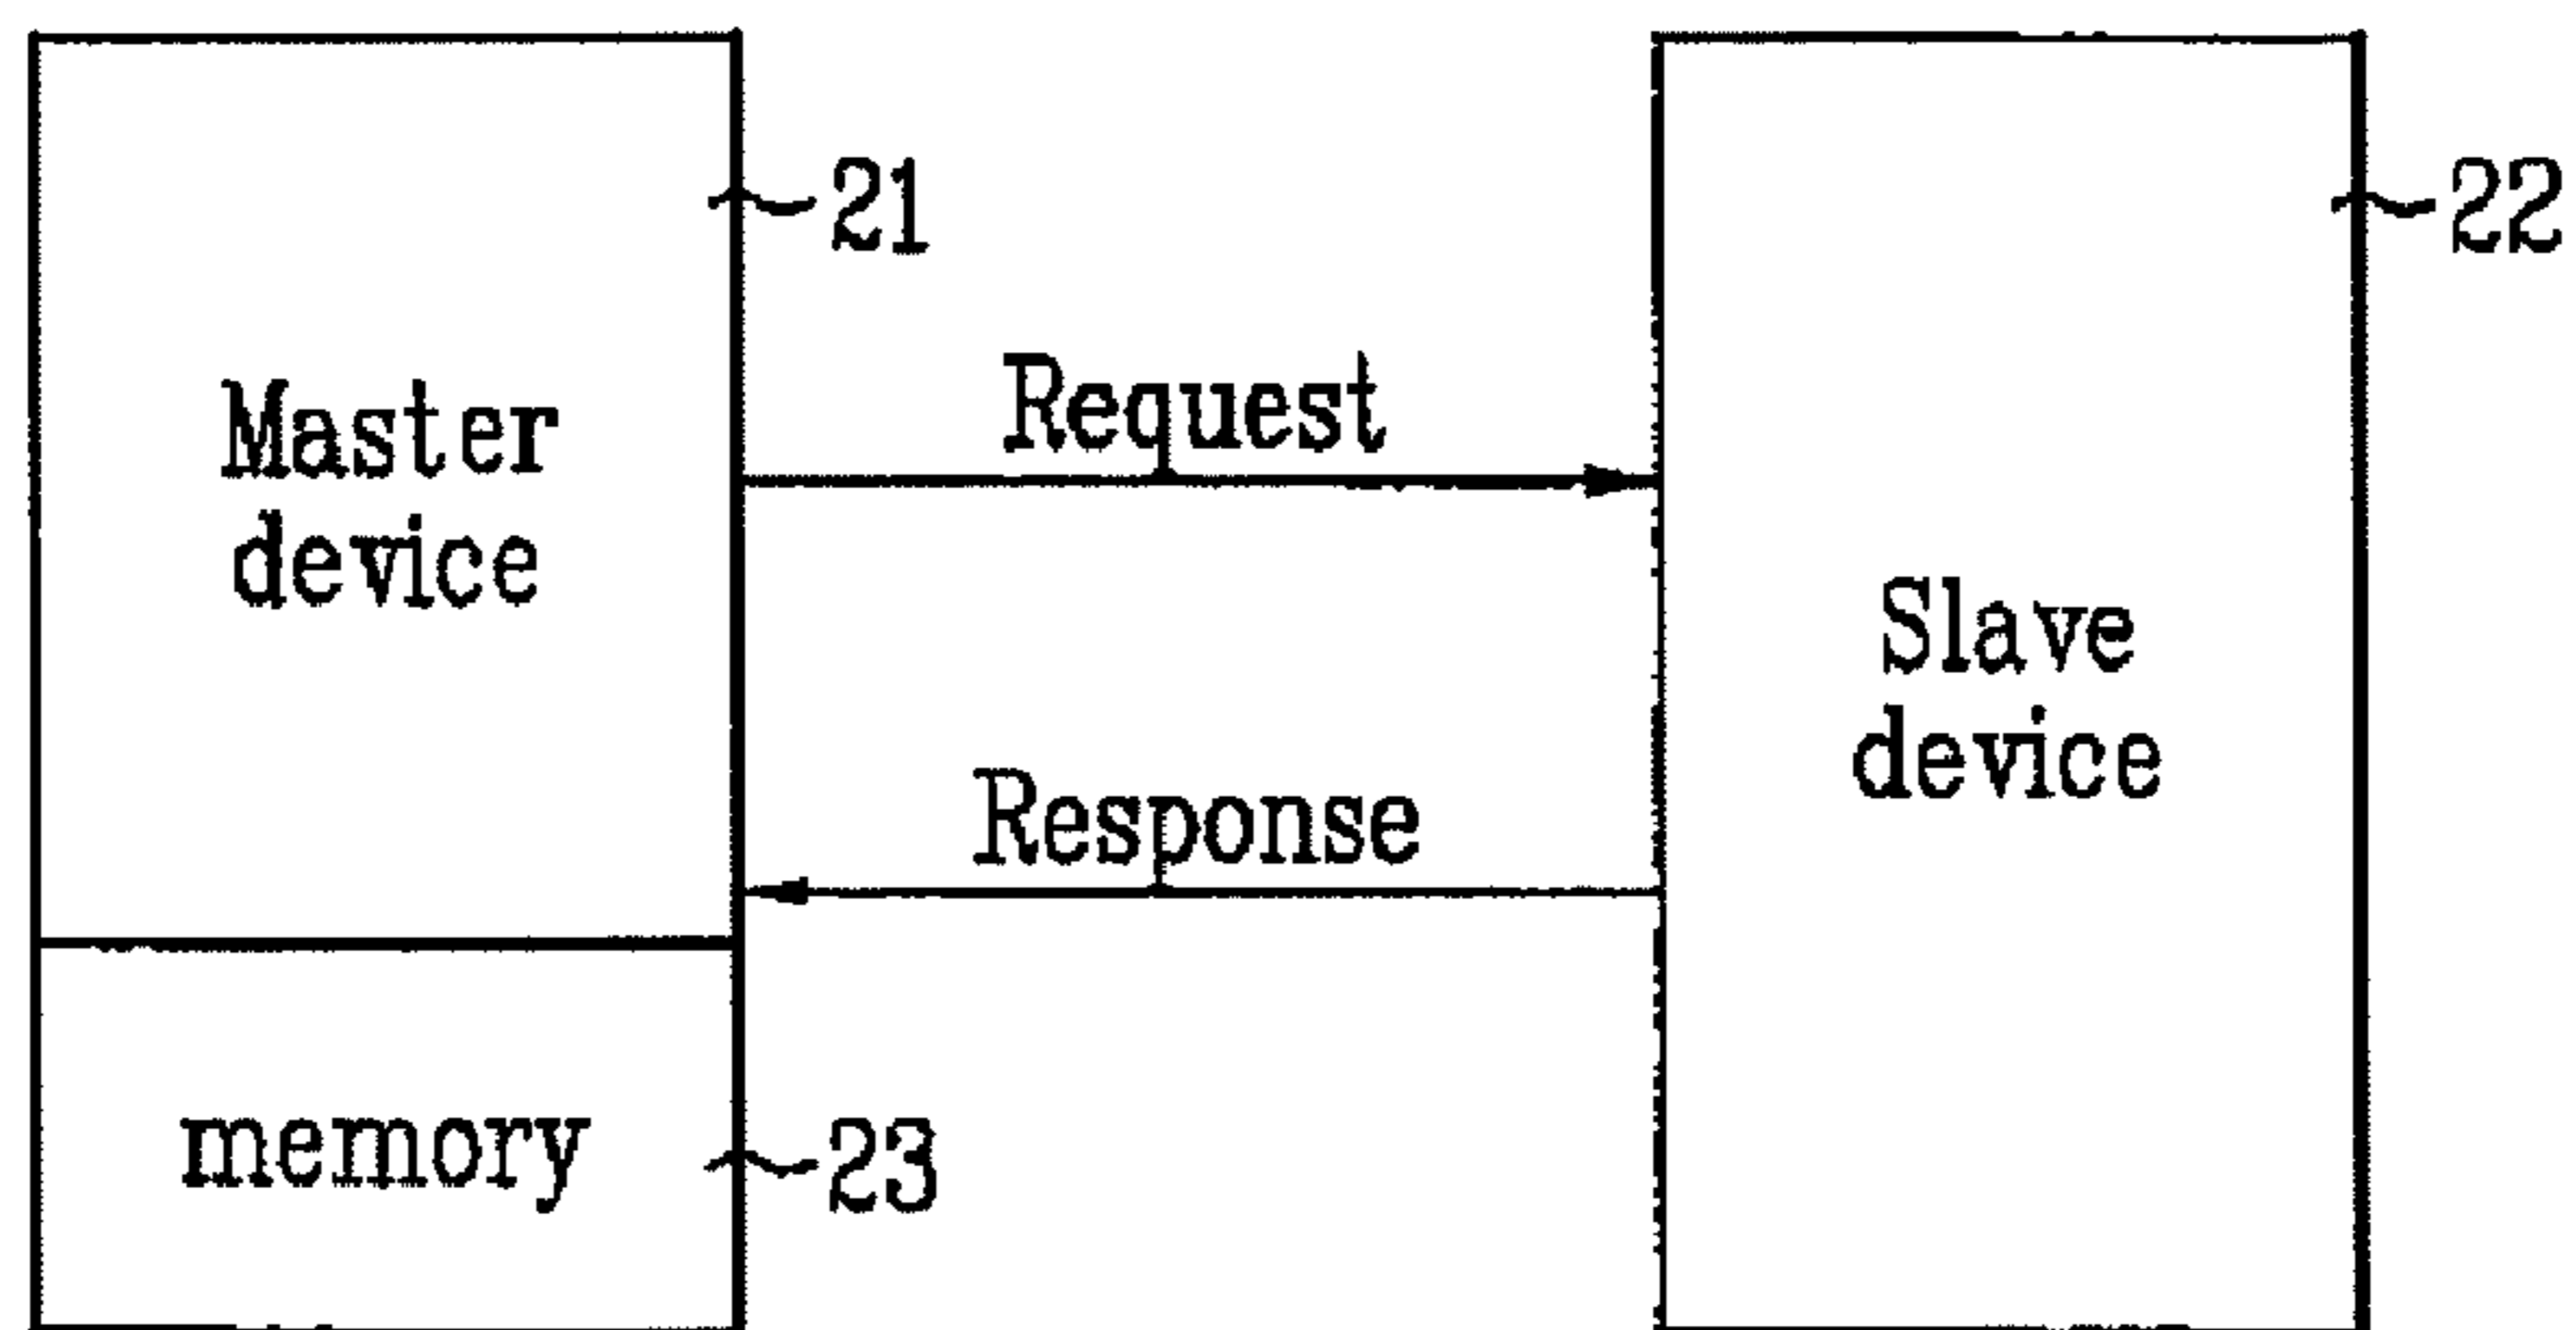 21
22
Master
device
Request
Slave
device
Response
memory
23